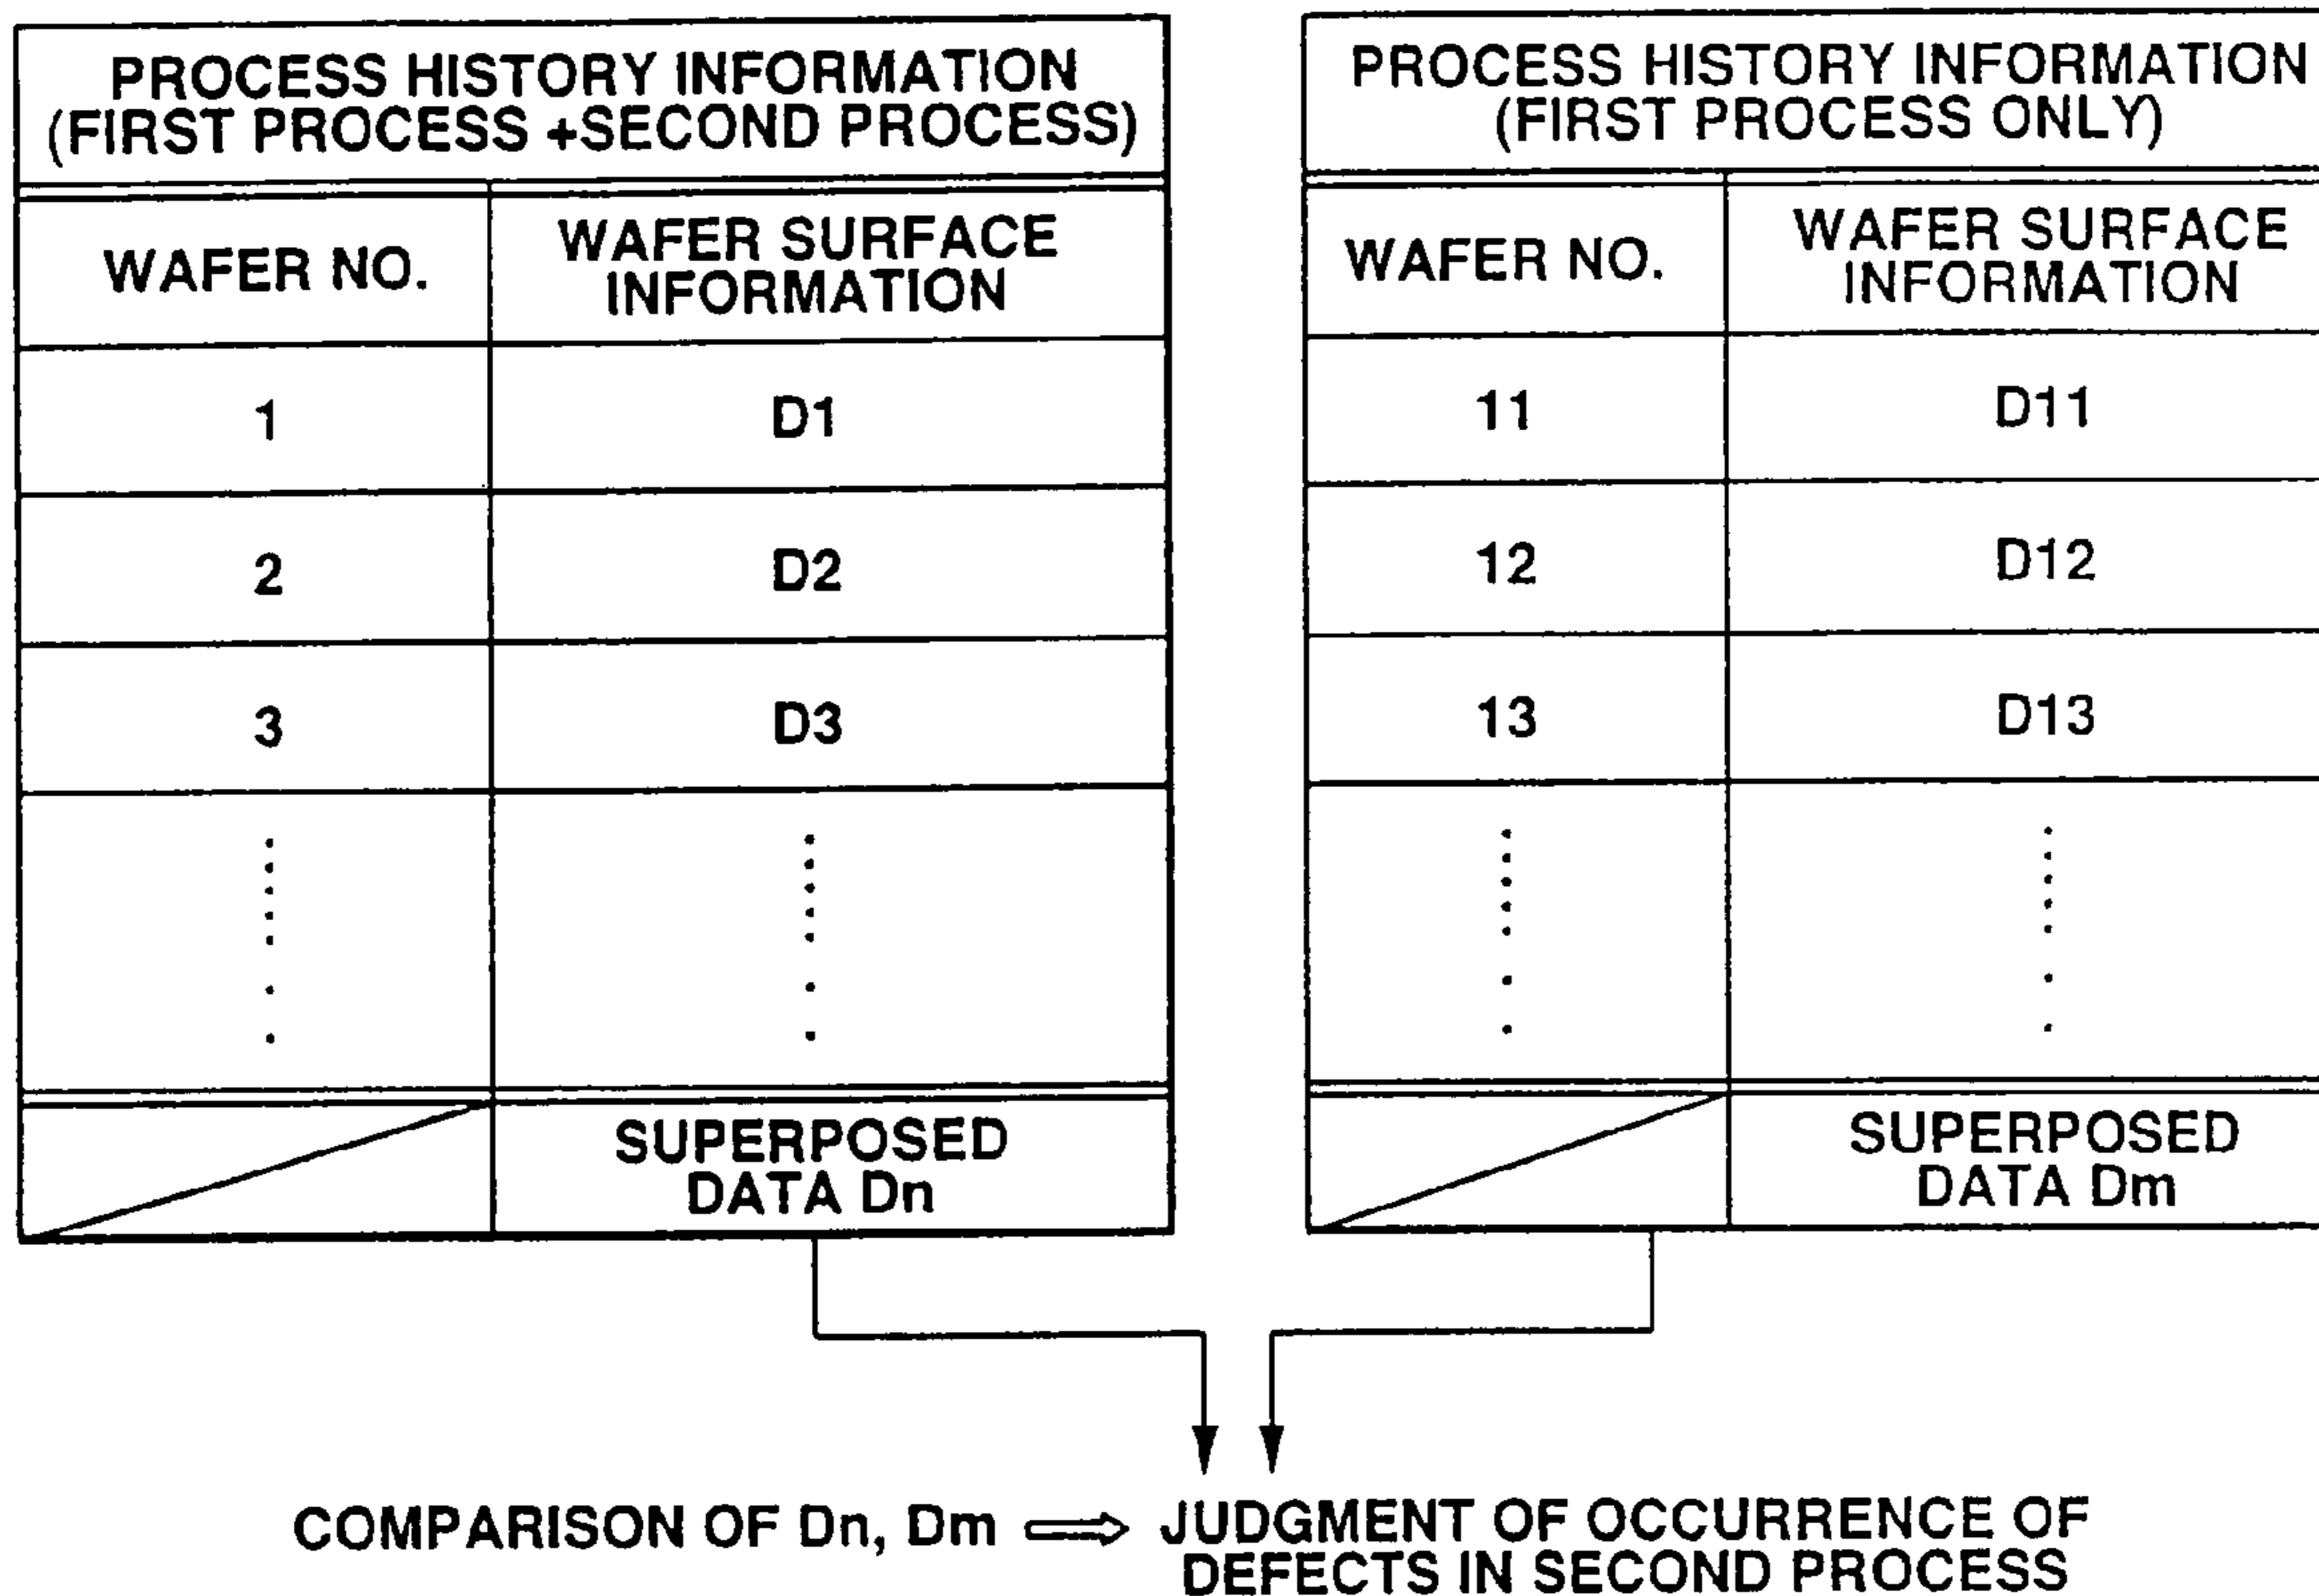 PROCESS HISTORY INFORMATION
(FIRST PROCESS +SECOND PROCESS)
WAFER NO.
WAFER SURFACE
INFORMATION
1
D1
2
D2
3
D3
SUPERPOSED
DATA Dn
PROCESS HISTORY INFORMATION
(FIRST PROCESS ONLY)
WAFER NO.
WAFER SURFACE
INFORMATION
11
D11
12
D12
13
D13
SUPERPOSED
DATA Dm
COMPARISON OF Dn, Dm ⇒ JUDGMENT OF OCCURRENCE OF
DEFECTS IN SECOND PROCESS